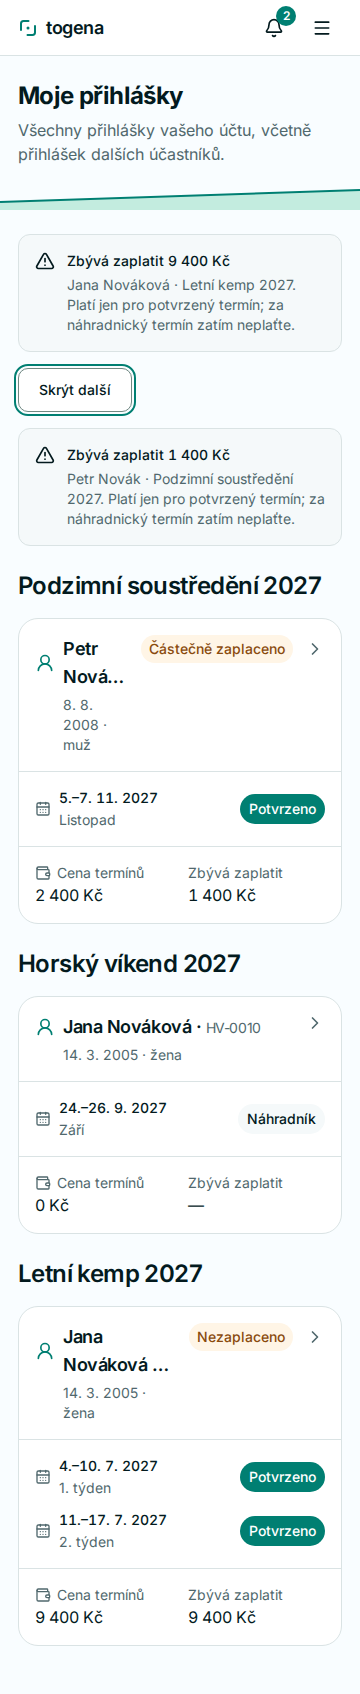 togena
2
Moje přihlášky
Všechny přihlášky vašeho účtu, včetně
přihlášek dalších účastníků.
Zbývá zaplatit 9 400 Kč
Jana Nováková · Letní kemp 2027.
Platí jen pro potvrzený termín; za
náhradnický termín zatím neplaťte.
Skrýt další
Zbývá zaplatit 1 400 Kč
Petr Novák · Podzimní soustředění
2027. Platí jen pro potvrzený termín; za
náhradnický termín zatím neplaťte.
Podzimní soustředění 2027
Petr
Nová...
Částečně zaplaceno
8. 8.
2008 ·
muž
5.–7. 11. 2027
Listopad
Potvrzeno
Cena termínů
2 400 Kč
Zbývá zaplatit
1 400 Kč
Horský víkend 2027
Jana Nováková · HV-0010
14. 3. 2005 · žena
24.–26. 9. 2027
Září
Náhradník
Cena termínů
0 Kč
Zbývá zaplatit
—
Letní kemp 2027
Jana
Nováková ...
Nezaplaceno
14. 3. 2005 ·
žena
4.–10. 7. 2027
1. týden
Potvrzeno
11.–17. 7. 2027
2. týden
Potvrzeno
Cena termínů
9 400 Kč
Zbývá zaplatit
9 400 Kč